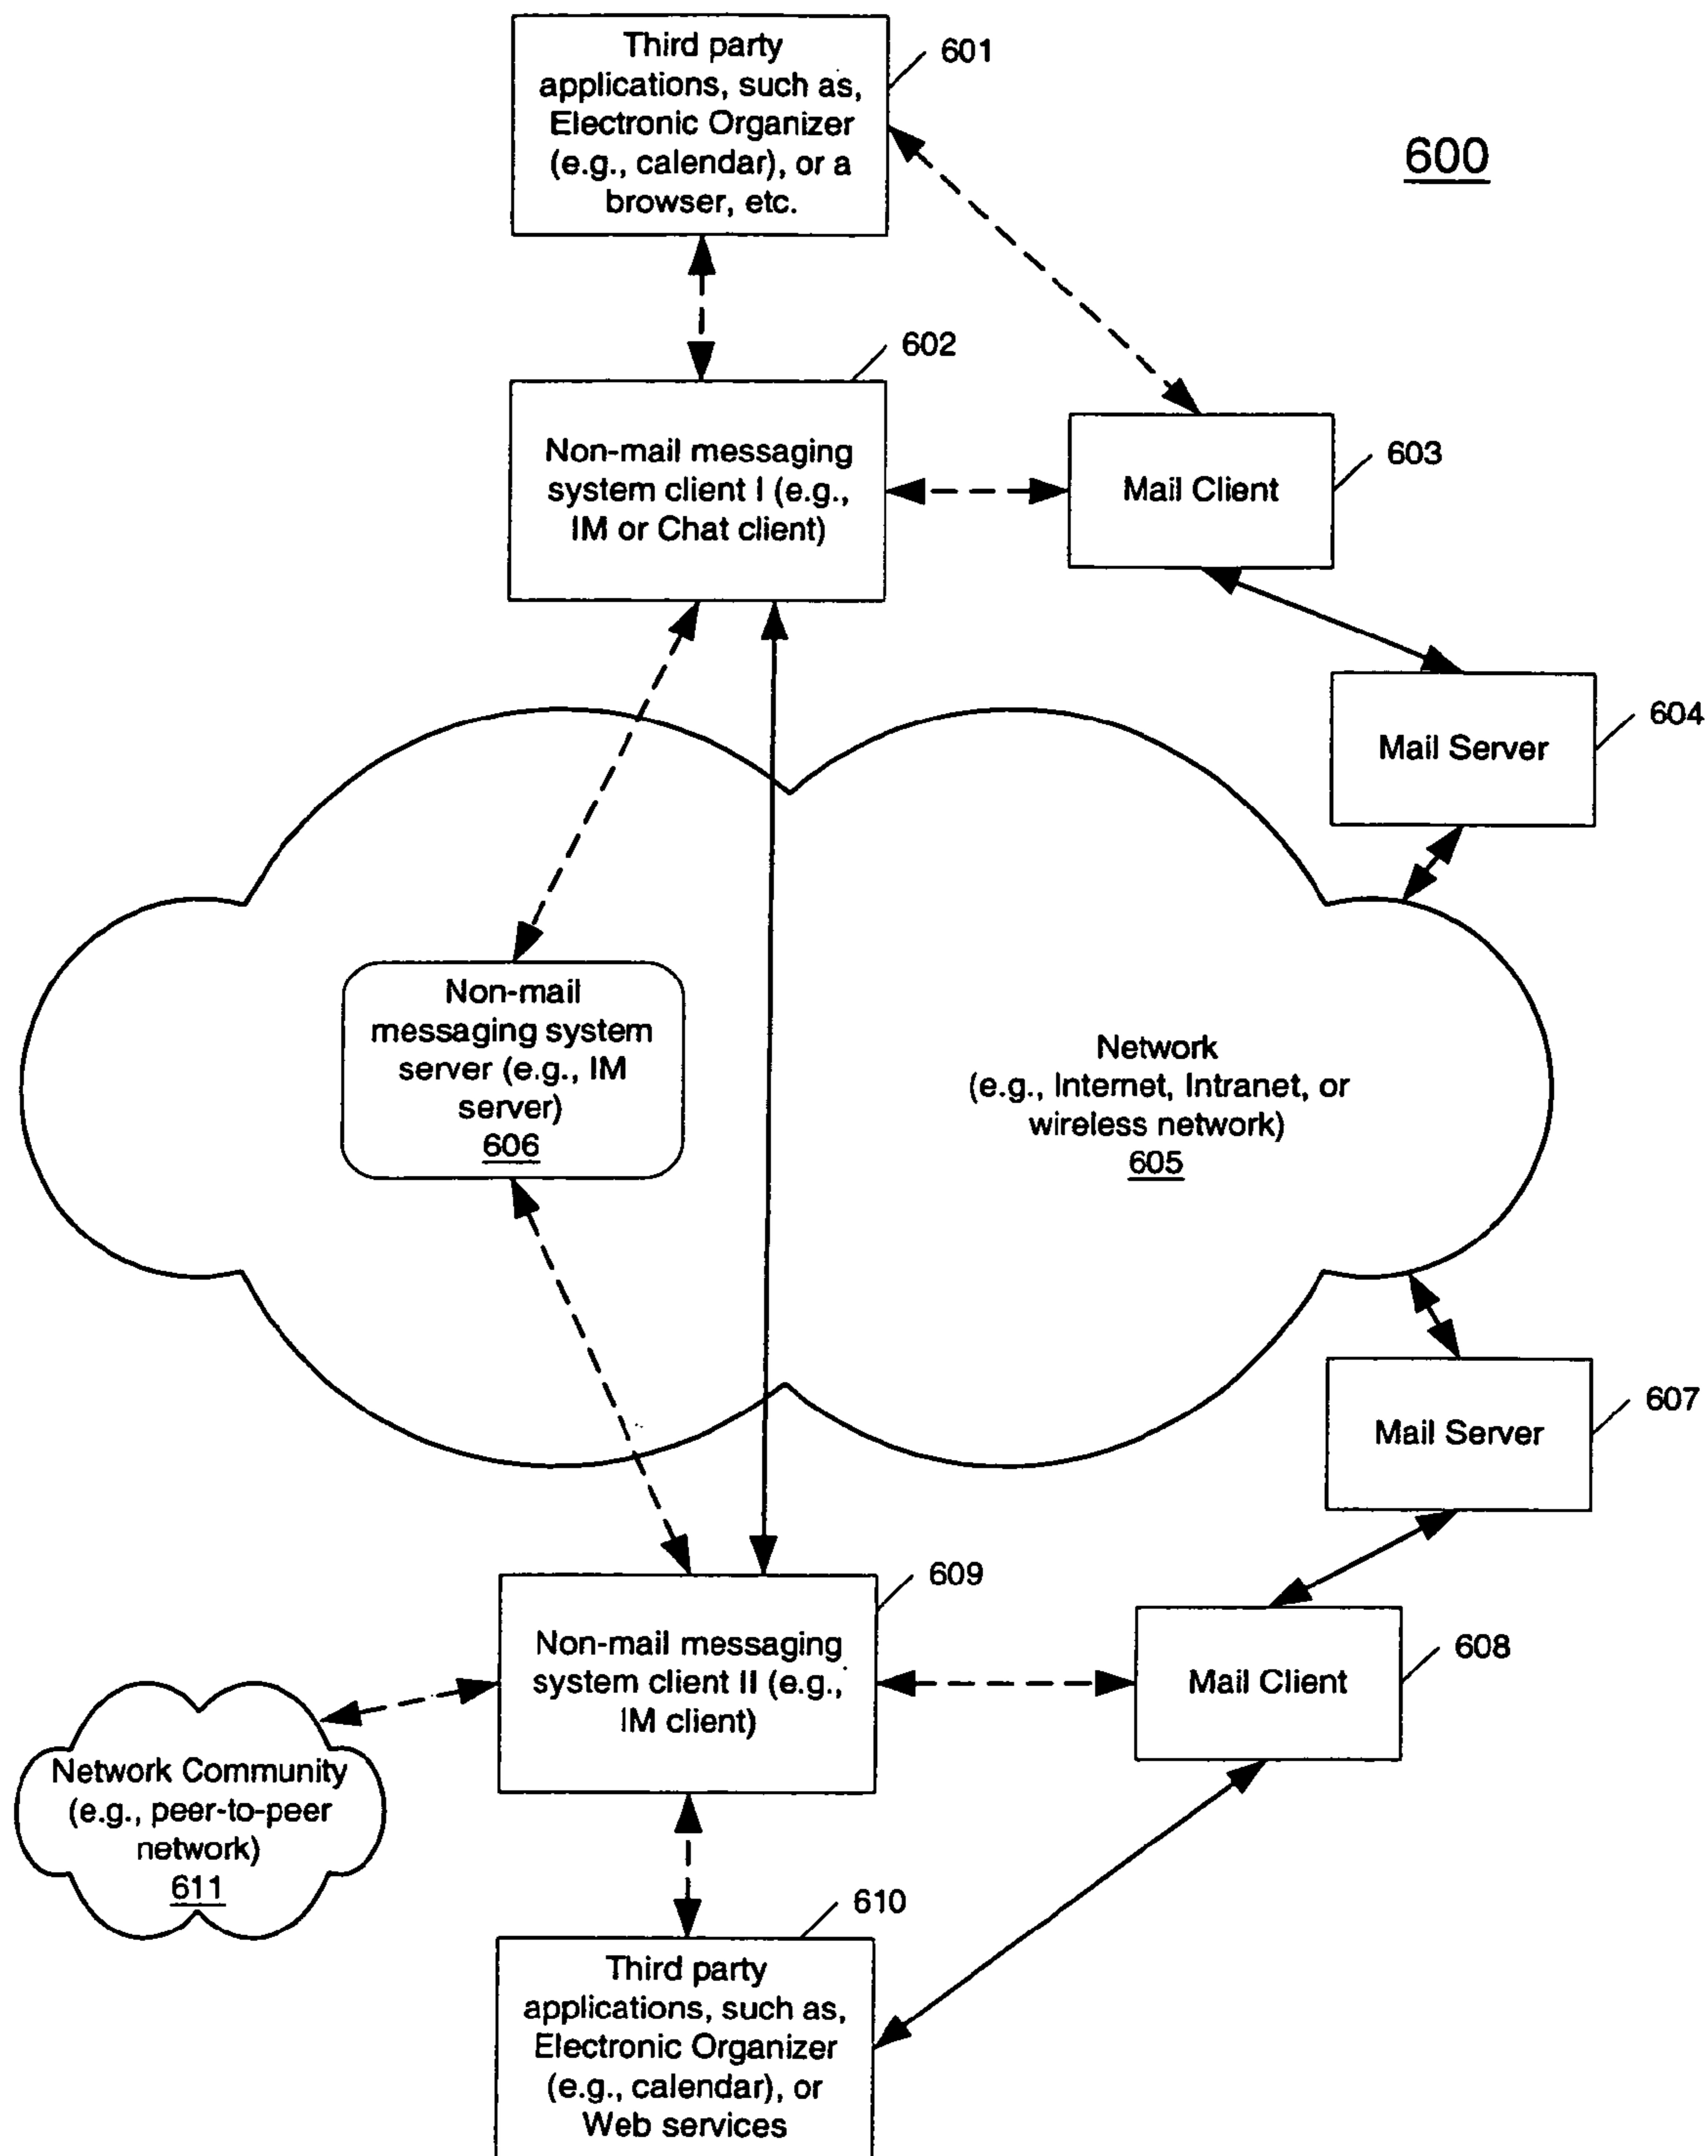 Third party
applications, such as,
Electronic Organizer
(e.g., calendar), or a
browser, etc.
601
600
602
Non-mail messaging
system client I (e.g.,
IM or Chat client)
Mail Client
603
Mail Server
604
Non-mail
messaging system
server (e.g., IM
server)
606
Network
(e.g., Internet, Intranet, or
wireless network)
605
Mail Server
607
609
Non-mail messaging
system client II (e.g.,
IM client)
Mail Client
608
Network Community
(e.g., peer-to-peer
network)
611
610
Third party
applications, such as,
Electronic Organizer
(e.g., calendar), or
Web services